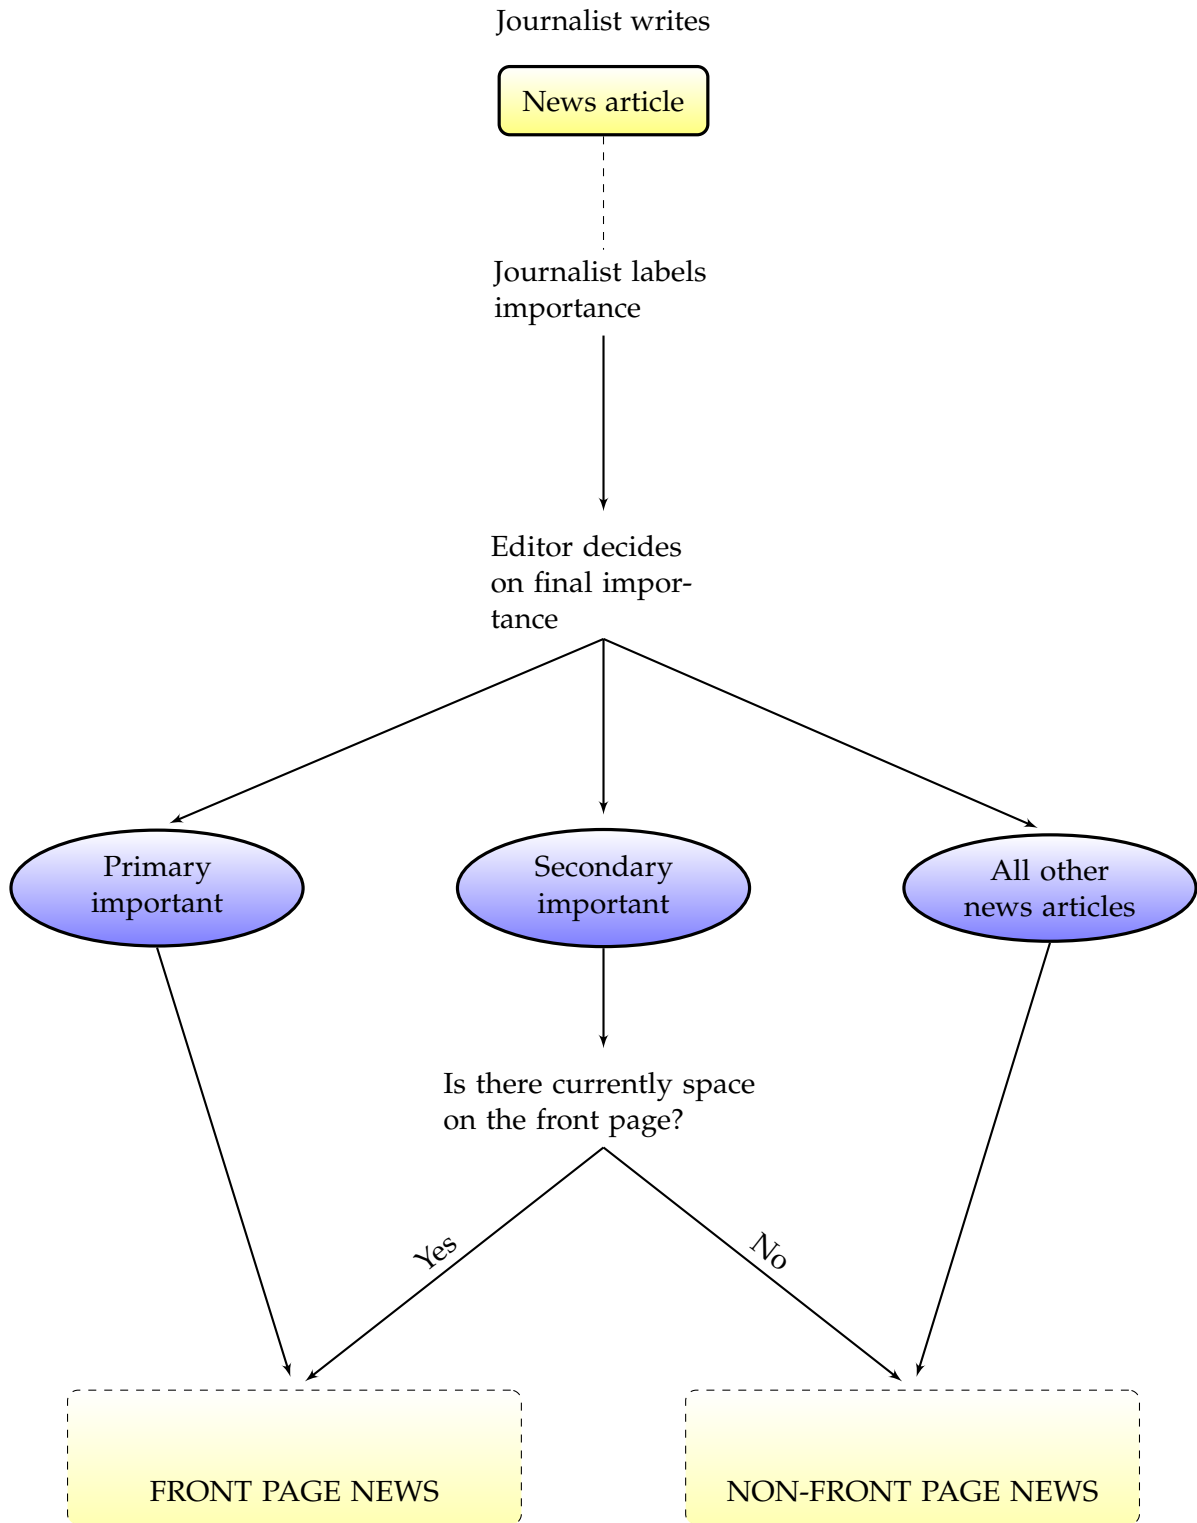 Journalist writes
News article
Journalist labels
importance
Editor decides
on final impor-
tance
Primary
important
Secondary
important
All other
news articles
Is there currently space
on the front page?
Yes
No
FRONT PAGE NEWS
NON-FRONT PAGE NEWS